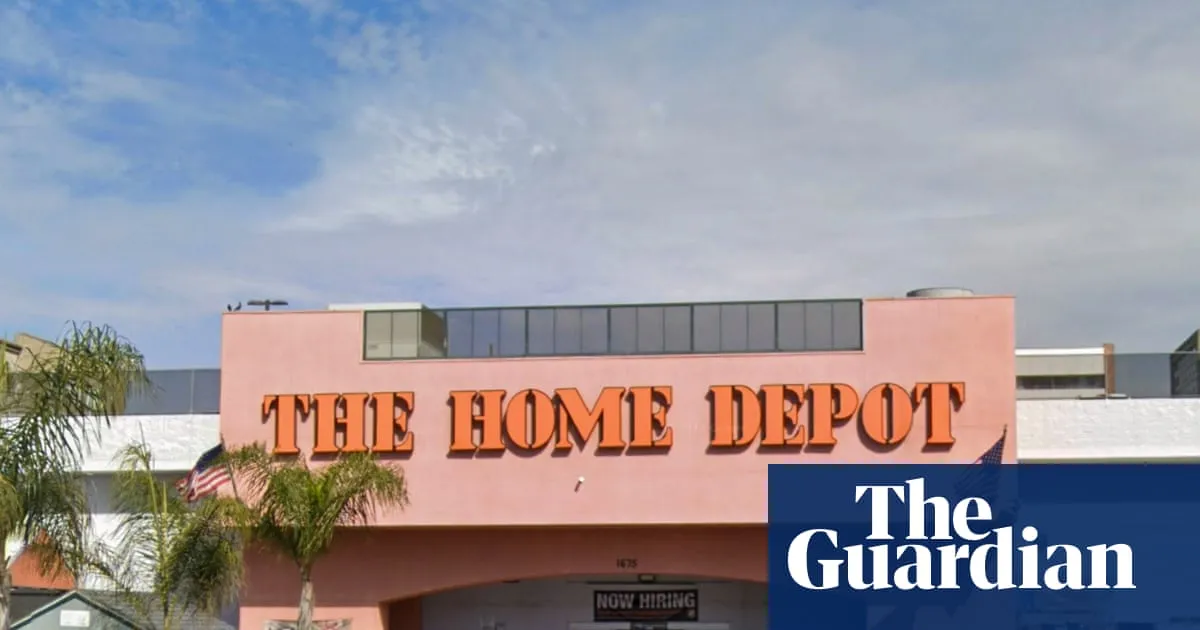 THE HOME DEPOT
1675
NOW HIRING
The
Guardian